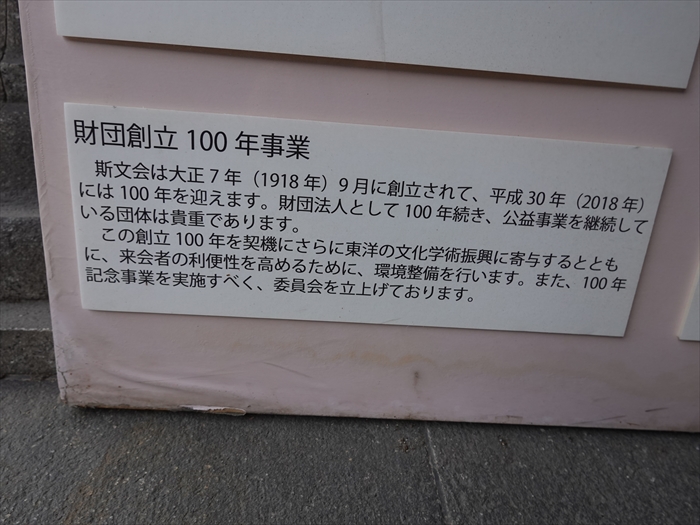 財団創立 100 年事業
斯文会は大正 7 年（1918 年）9 月に創立されて、平成 30 年（2018 年）
には 100 年を迎えます。財団法人として 100 年続き、公益事業を継続して
いる団体は貴重であります。
この創立 100 年を契機にさらに東洋の文化学術振興に寄与するととも
に、来会者の利便性を高めるために、環境整備を行います。また、100 年
記念事業を実施すべく、委員会を立上げております。